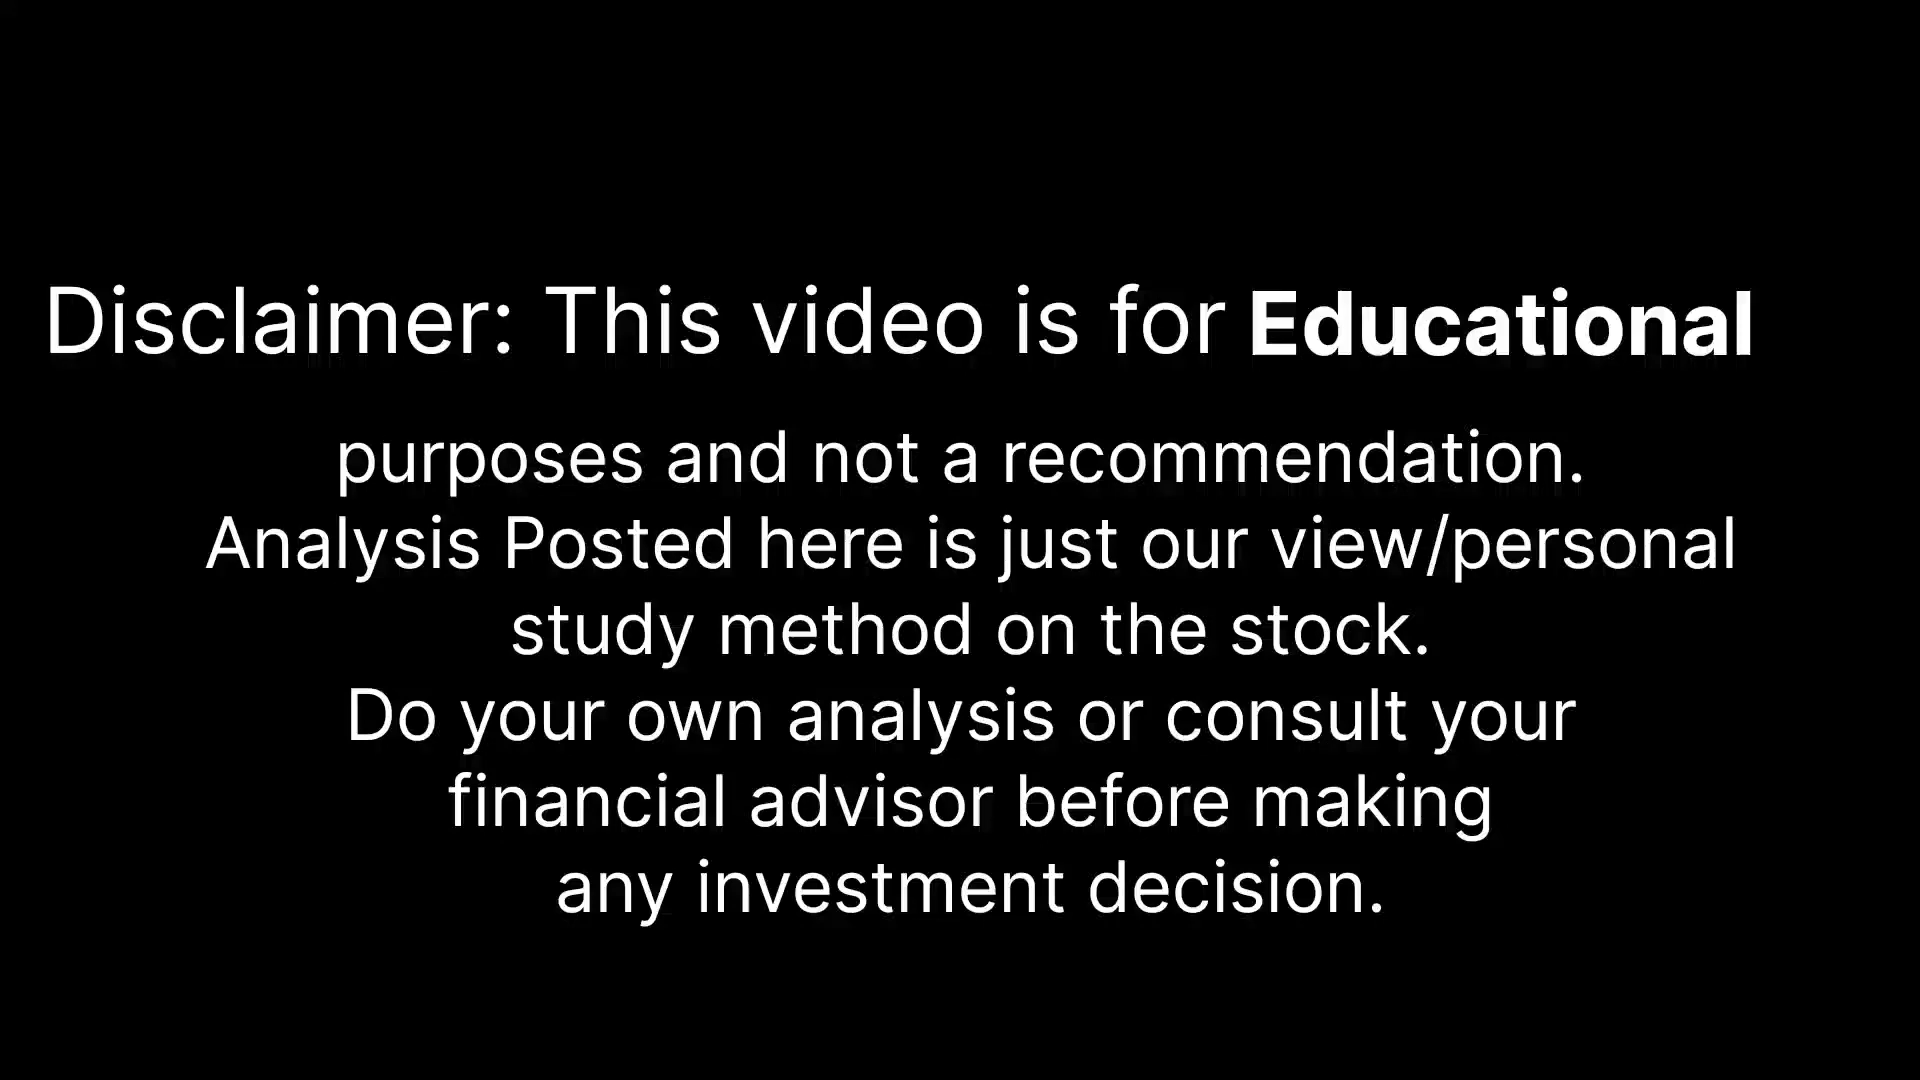 Disclaimer: This video is for Educational
purposes and not a recommendation.
Analysis Posted here is just our view/personal
study method on the stock.
Do your own analysis or consult your
financial advisor before making
any investment decision.